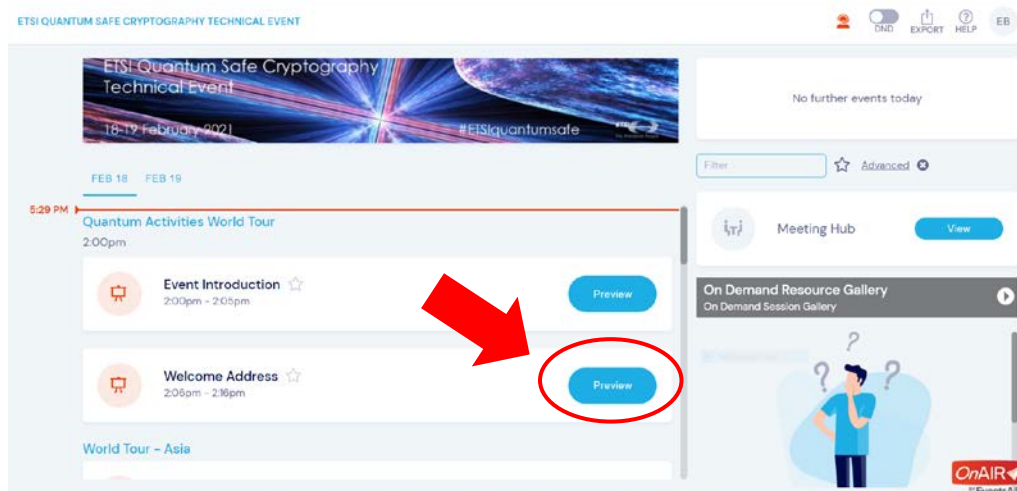 ETSI QUANTUM SAFE CRYPTOGRAPHY TECHNICAL EVENT
DND
EXPORT
HELP
EB
ETSI Quantum Safe Cryptography
Technical Event
18-19 February 2021
#ETSIquantumsafe
No further events today
Filter
Advanced
FEB 18
FEB 19
5:29 PM
Quantum Activities World Tour
2:00pm
Meeting Hub
View
Event Introduction
2:00pm - 2:05pm
Preview
On Demand Resource Gallery
On Demand Session Gallery
Welcome Address
2:06pm - 2:16pm
Preview
World Tour - Asia
OnAIR